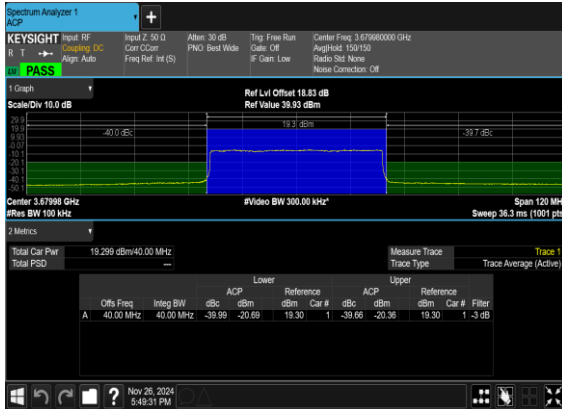 Spectrum Analyzer 1
ACP
+
KEYSIGHT Input: RF Input Z: 50 Ω Atten: 30 dB Trig: Free Run Center Freq: 3.679980000 GHz
R T Coupling: DC Corr CCorr PNO: Best Wide Gate: Off Avg|Hold: 150/150
Align: Auto Freq Ref: Int (S) IF Gain: Low Radio Std: None
PASS Noise Correction: Off
1 Graph
Scale/Div 10.0 dB
Ref Lvl Offset 18.83 dB
Ref Value 39.93 dBm
29.9
19.9
9.93
-0.07
-10.1
-20.1
-30.1
-40.1
-50.1
-40.0 dBc
19.3 dBm
-39.7 dBc
Center 3.67998 GHz #Video BW 300.00 kHz* Span 120 MH
#Res BW 100 kHz Sweep 36.3 ms (1001 pts
2 Metrics
Total Car Pwr 19.299 dBm/40.00 MHz Measure Trace Trace 1
Total PSD --- Trace Type Trace Average (Active)
Lower Upper
ACP Reference ACP Reference
Offs Freq Integ BW dBc dBm dBm Car # dBc dBm dBm Car # Filter
A 40.00 MHz 40.00 MHz -39.99 -20.69 19.30 1 -39.66 -20.36 19.30 1 -3 dB
?
Nov 26, 2024
5:49:31 PM